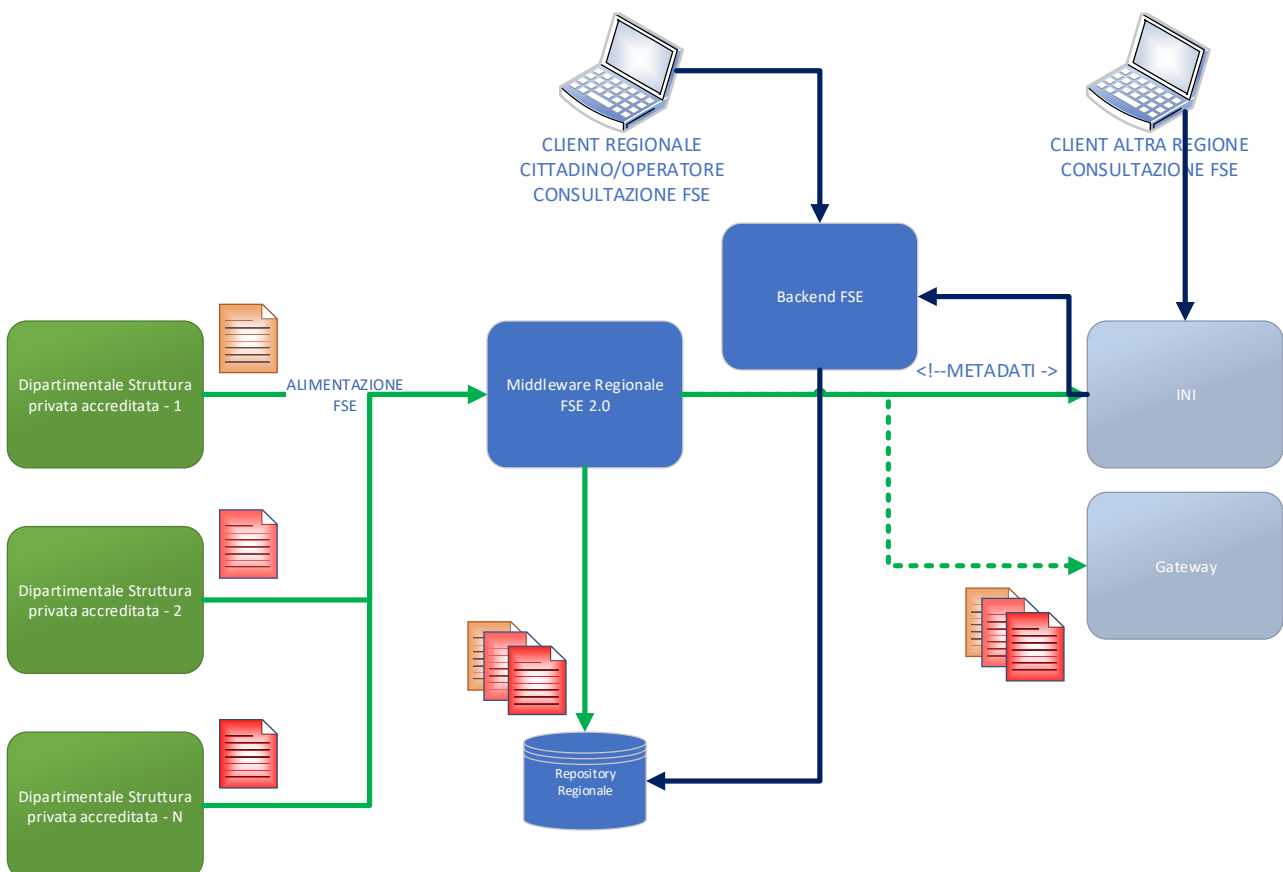 CLIENT REGIONALE
CITTADINO/OPERATORE
CONSULTAZIONE FSE
CLIENT ALTRA REGIONE
CONSULTAZIONE FSE
Backend FSE
Dipartimentale Struttura
privata accreditata - 1
ALIMENTAZIONE
FSE
Middleware Regionale
FSE 2.0
<!--METADATI ->
INI
Dipartimentale Struttura
privata accreditata - 2
Gateway
Dipartimentale Struttura
privata accreditata - N
Repository
Regionale